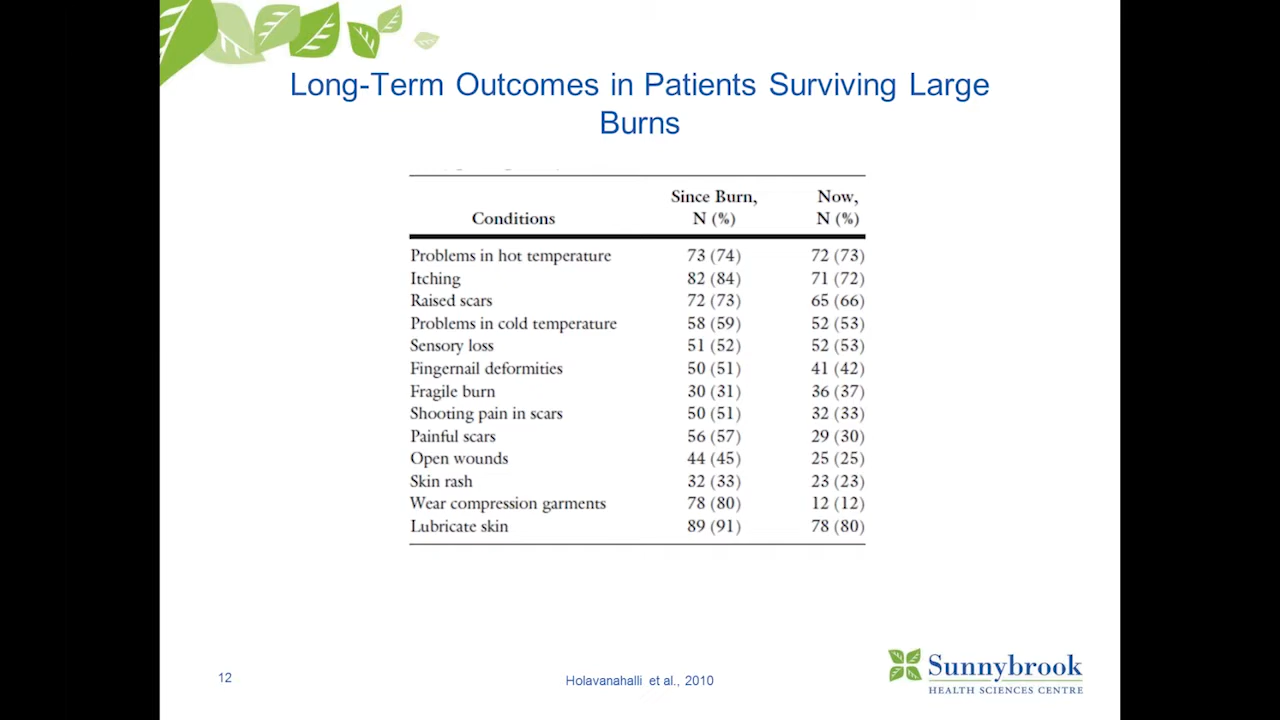 Long-Term Outcomes in Patients Surviving Large
Burns
Since Burn, Now,
Conditions N (%) N (%)
Problems in hot temperature 73 (74) 72 (73)
Itching 82 (84) 71 (72)
Raised scars 72 (73) 65 (66)
Problems in cold temperature 58 (59) 52 (53)
Sensory loss 51 (52) 52 (53)
Fingernail deformities 50 (51) 41 (42)
Fragile burn 30 (31) 36 (37)
Shooting pain in scars 50 (51) 32 (33)
Painful scars 56 (57) 29 (30)
Open wounds 44 (45) 25 (25)
Skin rash 32 (33) 23 (23)
Wear compression garments 78 (80) 12 (12)
Lubricate skin 89 (91) 78 (80)
12
Holavanahalli et al., 2010
Sunnybrook
HEALTH SCIENCES CENTRE